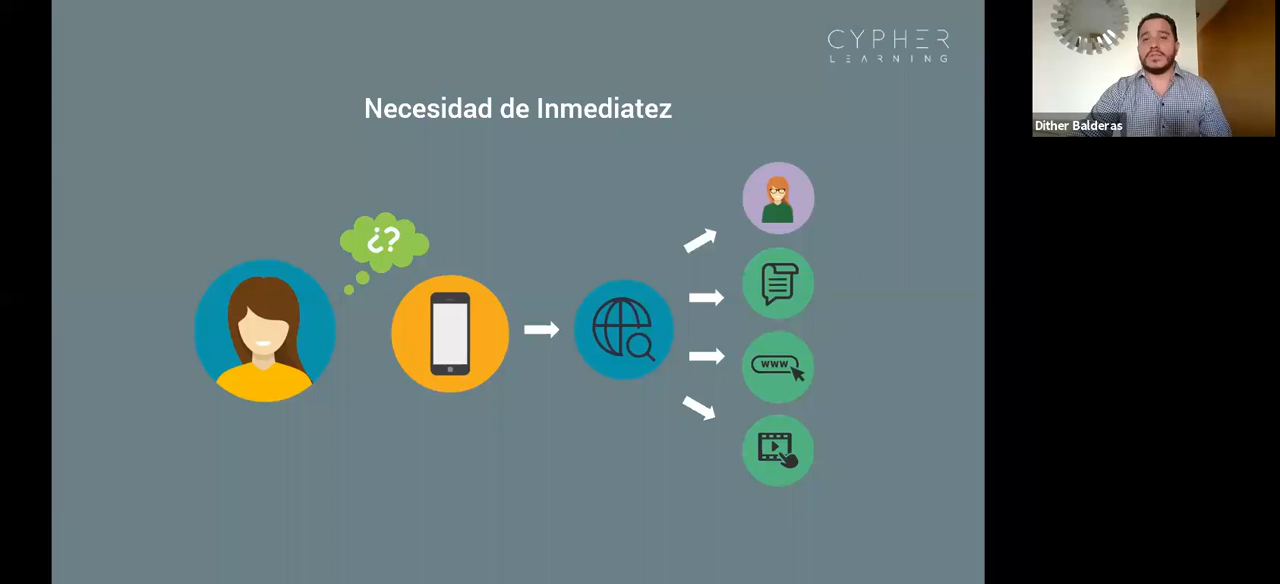 CYPHER
LEARNING
Necesidad de Inmediatez
¿?
www
Dither Balderas